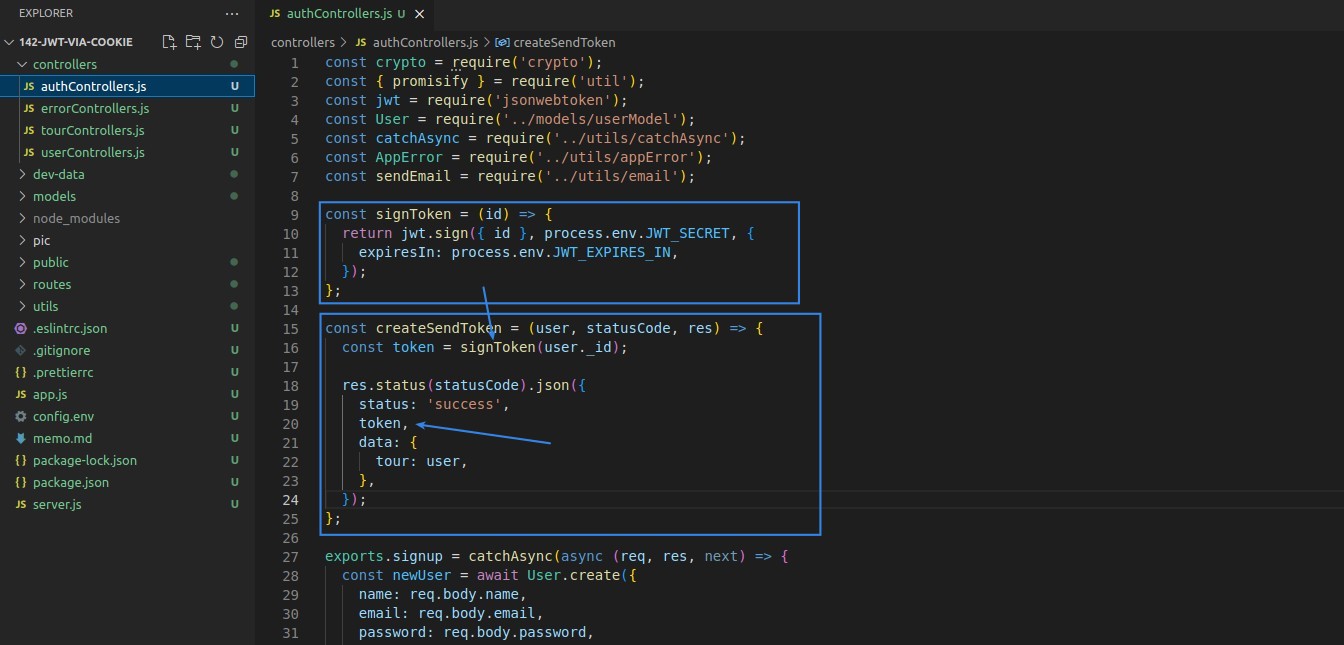 EXPLORER
142-JWT-VIA-COOKIE
controllers
JS authControllers.js U
JS errorControllers.js U
JS tourControllers.js U
JS userControllers.js U
dev-data
models
node_modules
pic
public
routes
utils
.eslintrc.json U
.gitignore U
{ } .prettierrc U
JS app.js U
config.env U
memo.md U
{ } package-lock.json U
{ } package.json U
JS server.js U
JS authControllers.js U
controllers > JS authControllers.js > createSendToken
1 const crypto = require('crypto');
2 const { promisify } = require('util');
3 const jwt = require('jsonwebtoken');
4 const User = require('../models/userModel');
5 const catchAsync = require('../utils/catchAsync');
6 const AppError = require('../utils/appError');
7 const sendEmail = require('../utils/email');
8
9 const signToken = (id) => {
10 return jwt.sign({ id }, process.env.JWT_SECRET, {
11 expiresIn: process.env.JWT_EXPIRES_IN,
12 });
13 };
14
15 const createSendToken = (user, statusCode, res) => {
16 const token = signToken(user._id);
17
18 res.status(statusCode).json({
19 status: 'success',
20 token,
21 data: {
22 tour: user,
23 },
24 });
25 };
26
27 exports.signup = catchAsync(async (req, res, next) => {
28 const newUser = await User.create({
29 name: req.body.name,
30 email: req.body.email,
31 password: req.body.password,